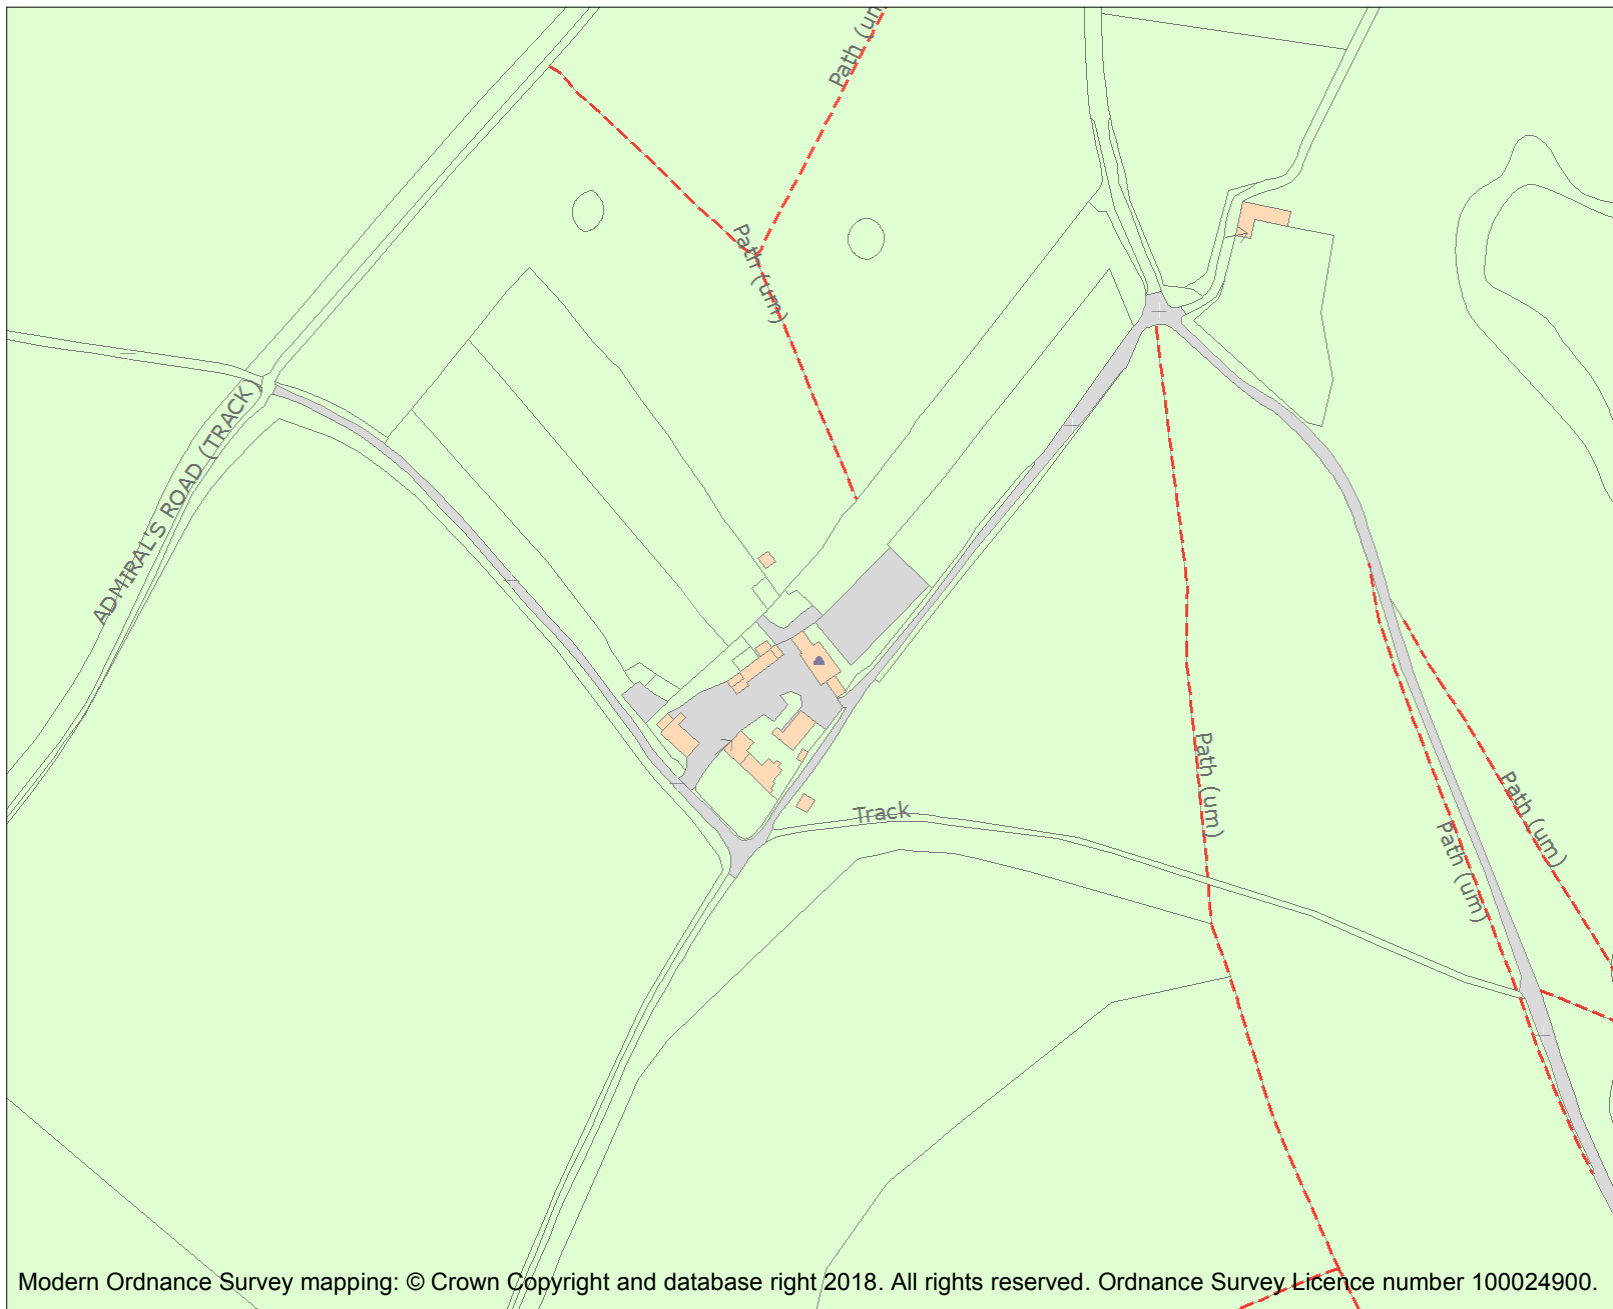 Path (um)
Path (um)
ADMIRAL'S ROAD (TRACK)
Path (um)
Track
Path (um)
Path (um)
Modern Ordnance Survey mapping: © Crown Copyright and database right 2018. All rights reserved. Ordnance Survey Licence number 100024900.